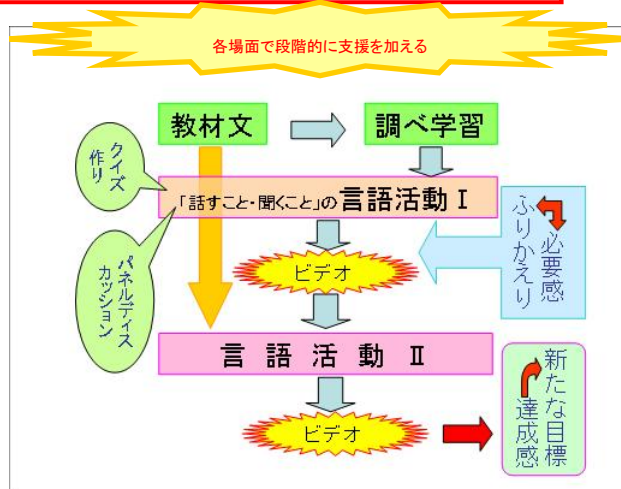 各場面で段階的に支援を加える
教材文
調べ学習
クイズ
作り
「話すこと・聞くこと」の言語活動Ⅰ
パネルディス
カッション
ビデオ
必要感
ふりかえり
言語活動Ⅱ
ビデオ
新たな目標
達成感